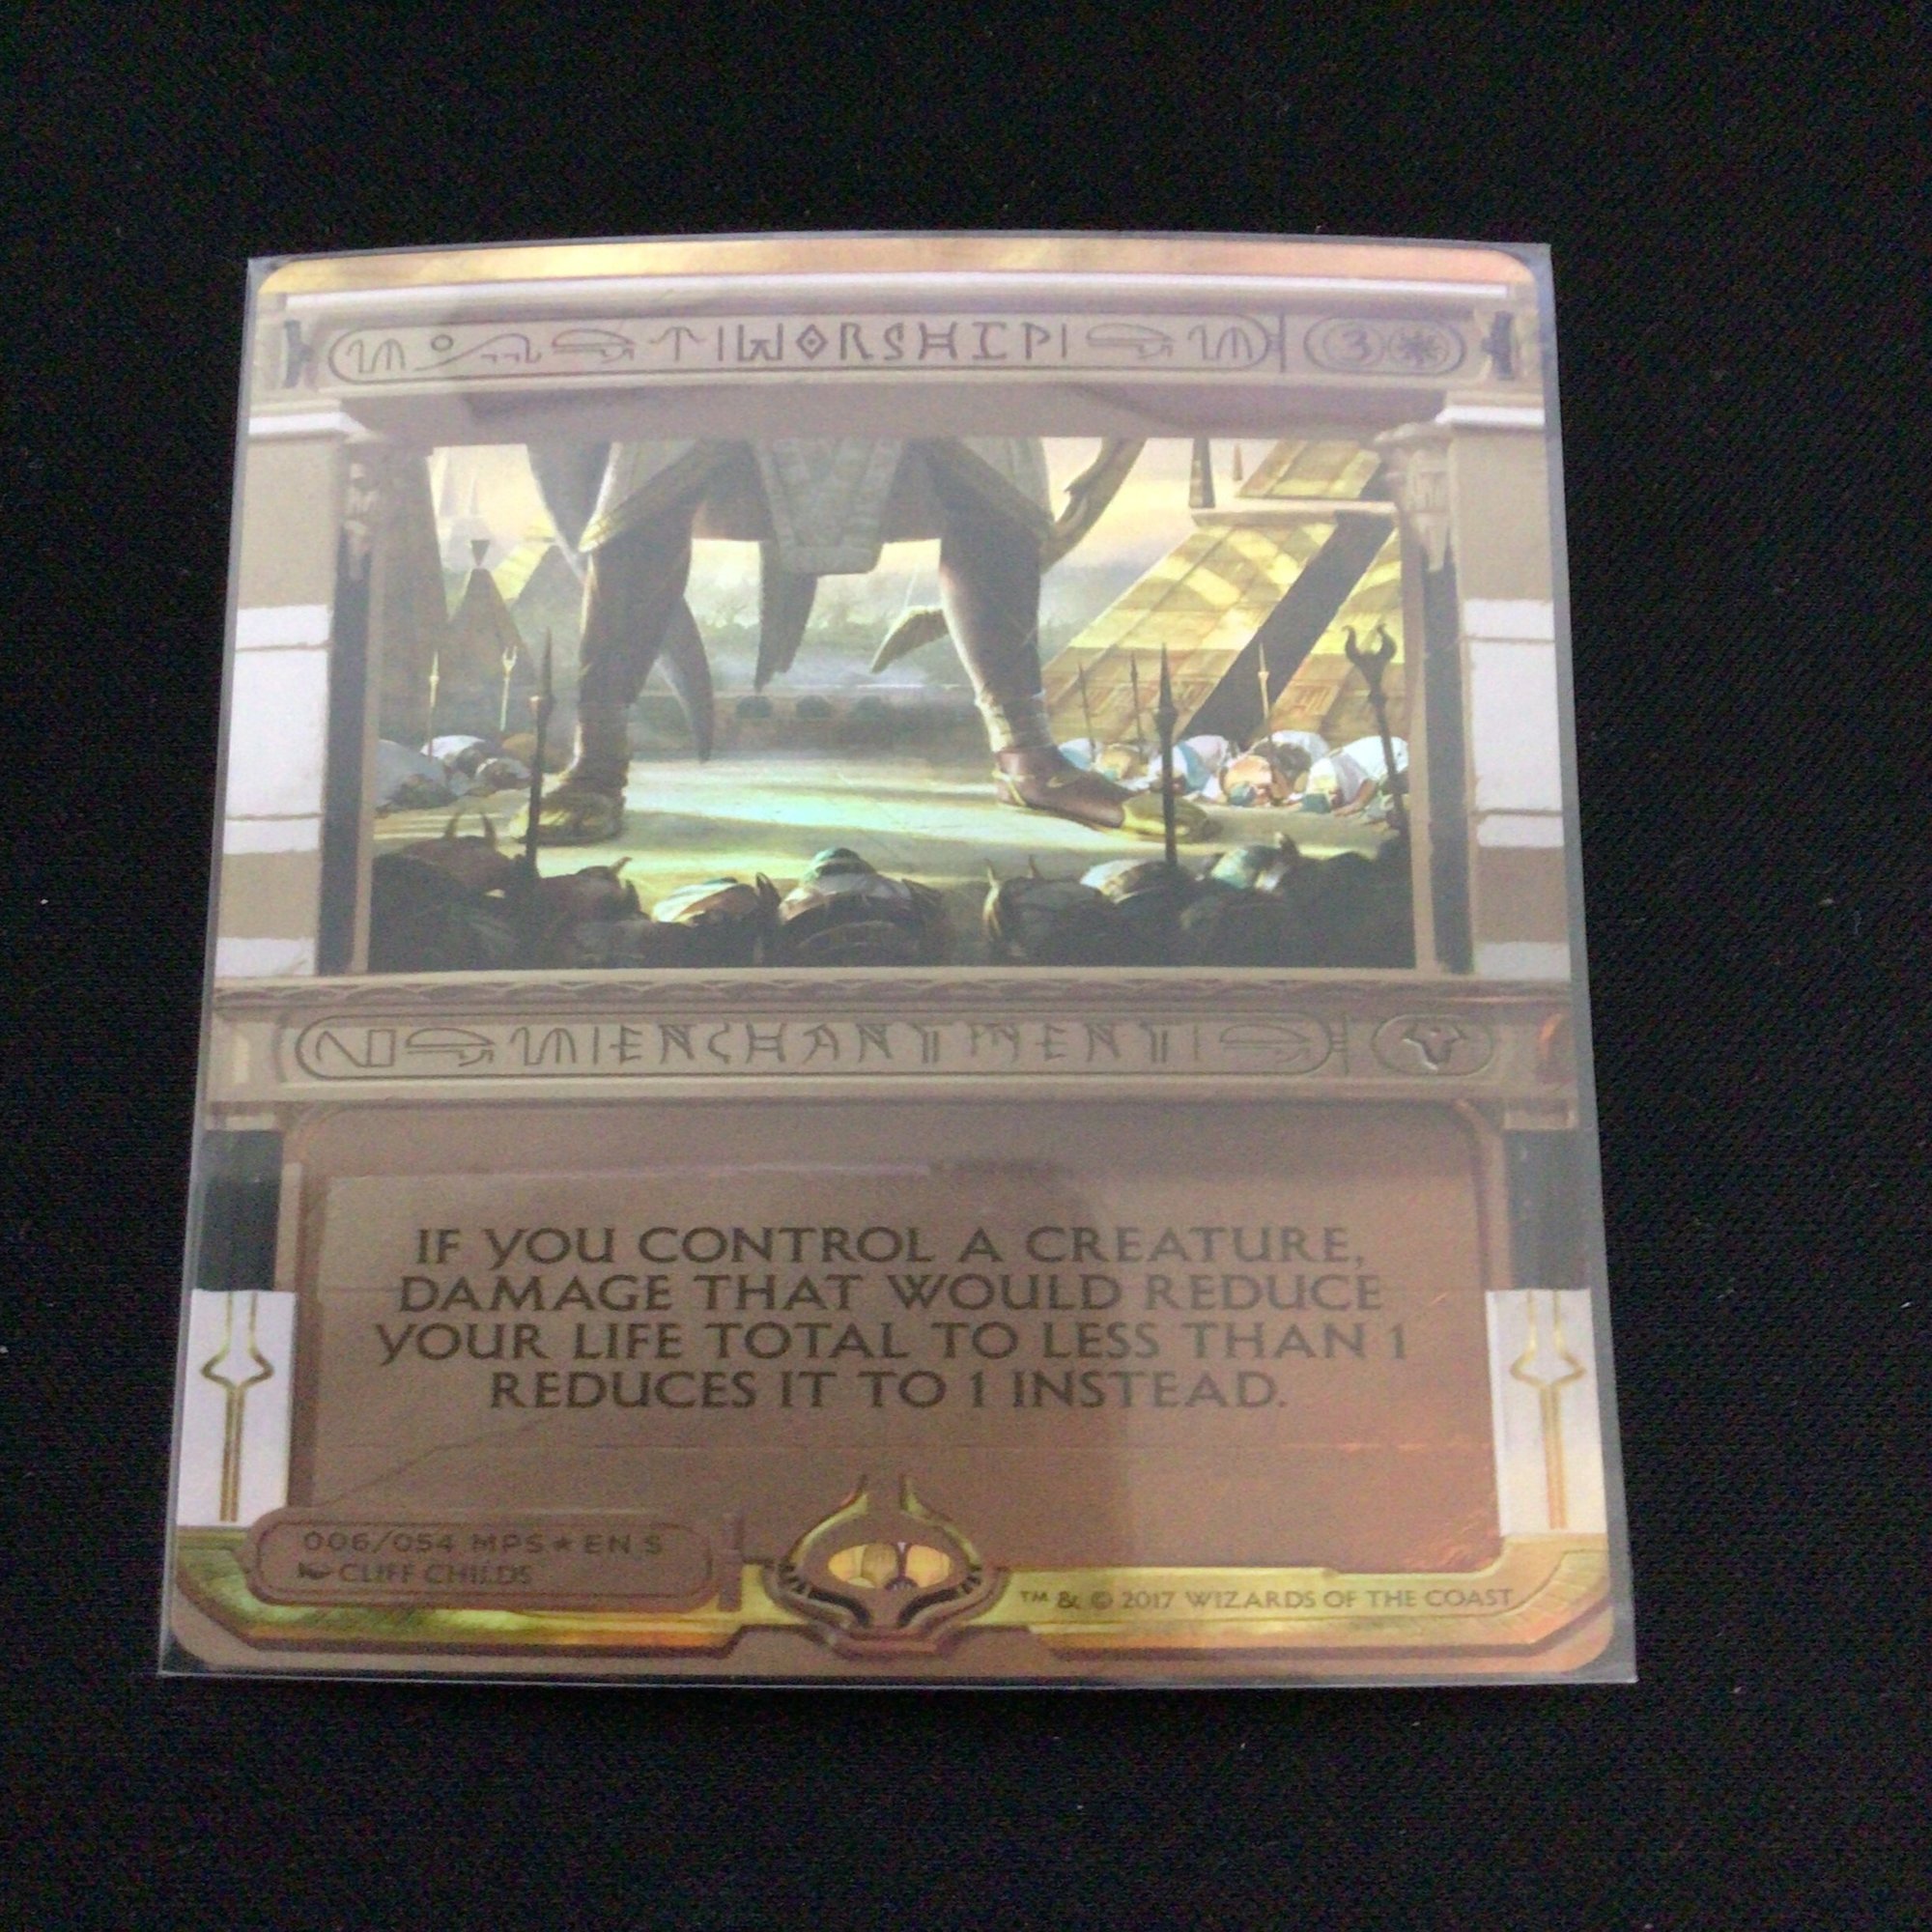 WORSHIP 3
ENCHANTMENT
IF YOU CONTROL A CREATURE,
DAMAGE THAT WOULD REDUCE
YOUR LIFE TOTAL TO LESS THAN 1
REDUCES IT TO 1 INSTEAD.
006/054 MPS★EN S
CLIFF CHILDS
™ & © 2017 WIZARDS OF THE COAST